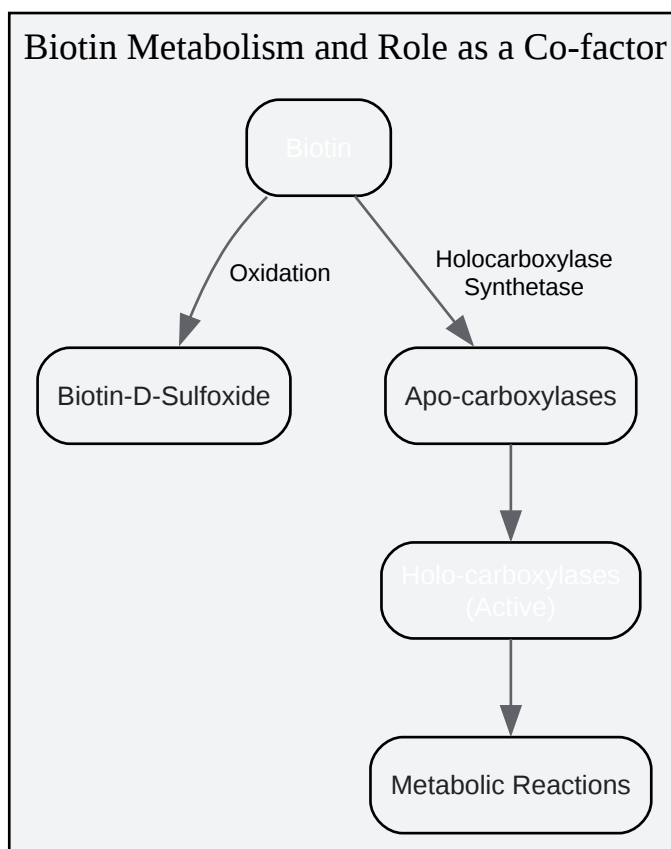 Biotin Metabolism and Role as a Co-factor
Biotin
Oxidation
Holocarboxylase
Synthetase
Biotin-D-Sulfoxide
Apo-carboxylases
Holo-carboxylases
(Active)
Metabolic Reactions